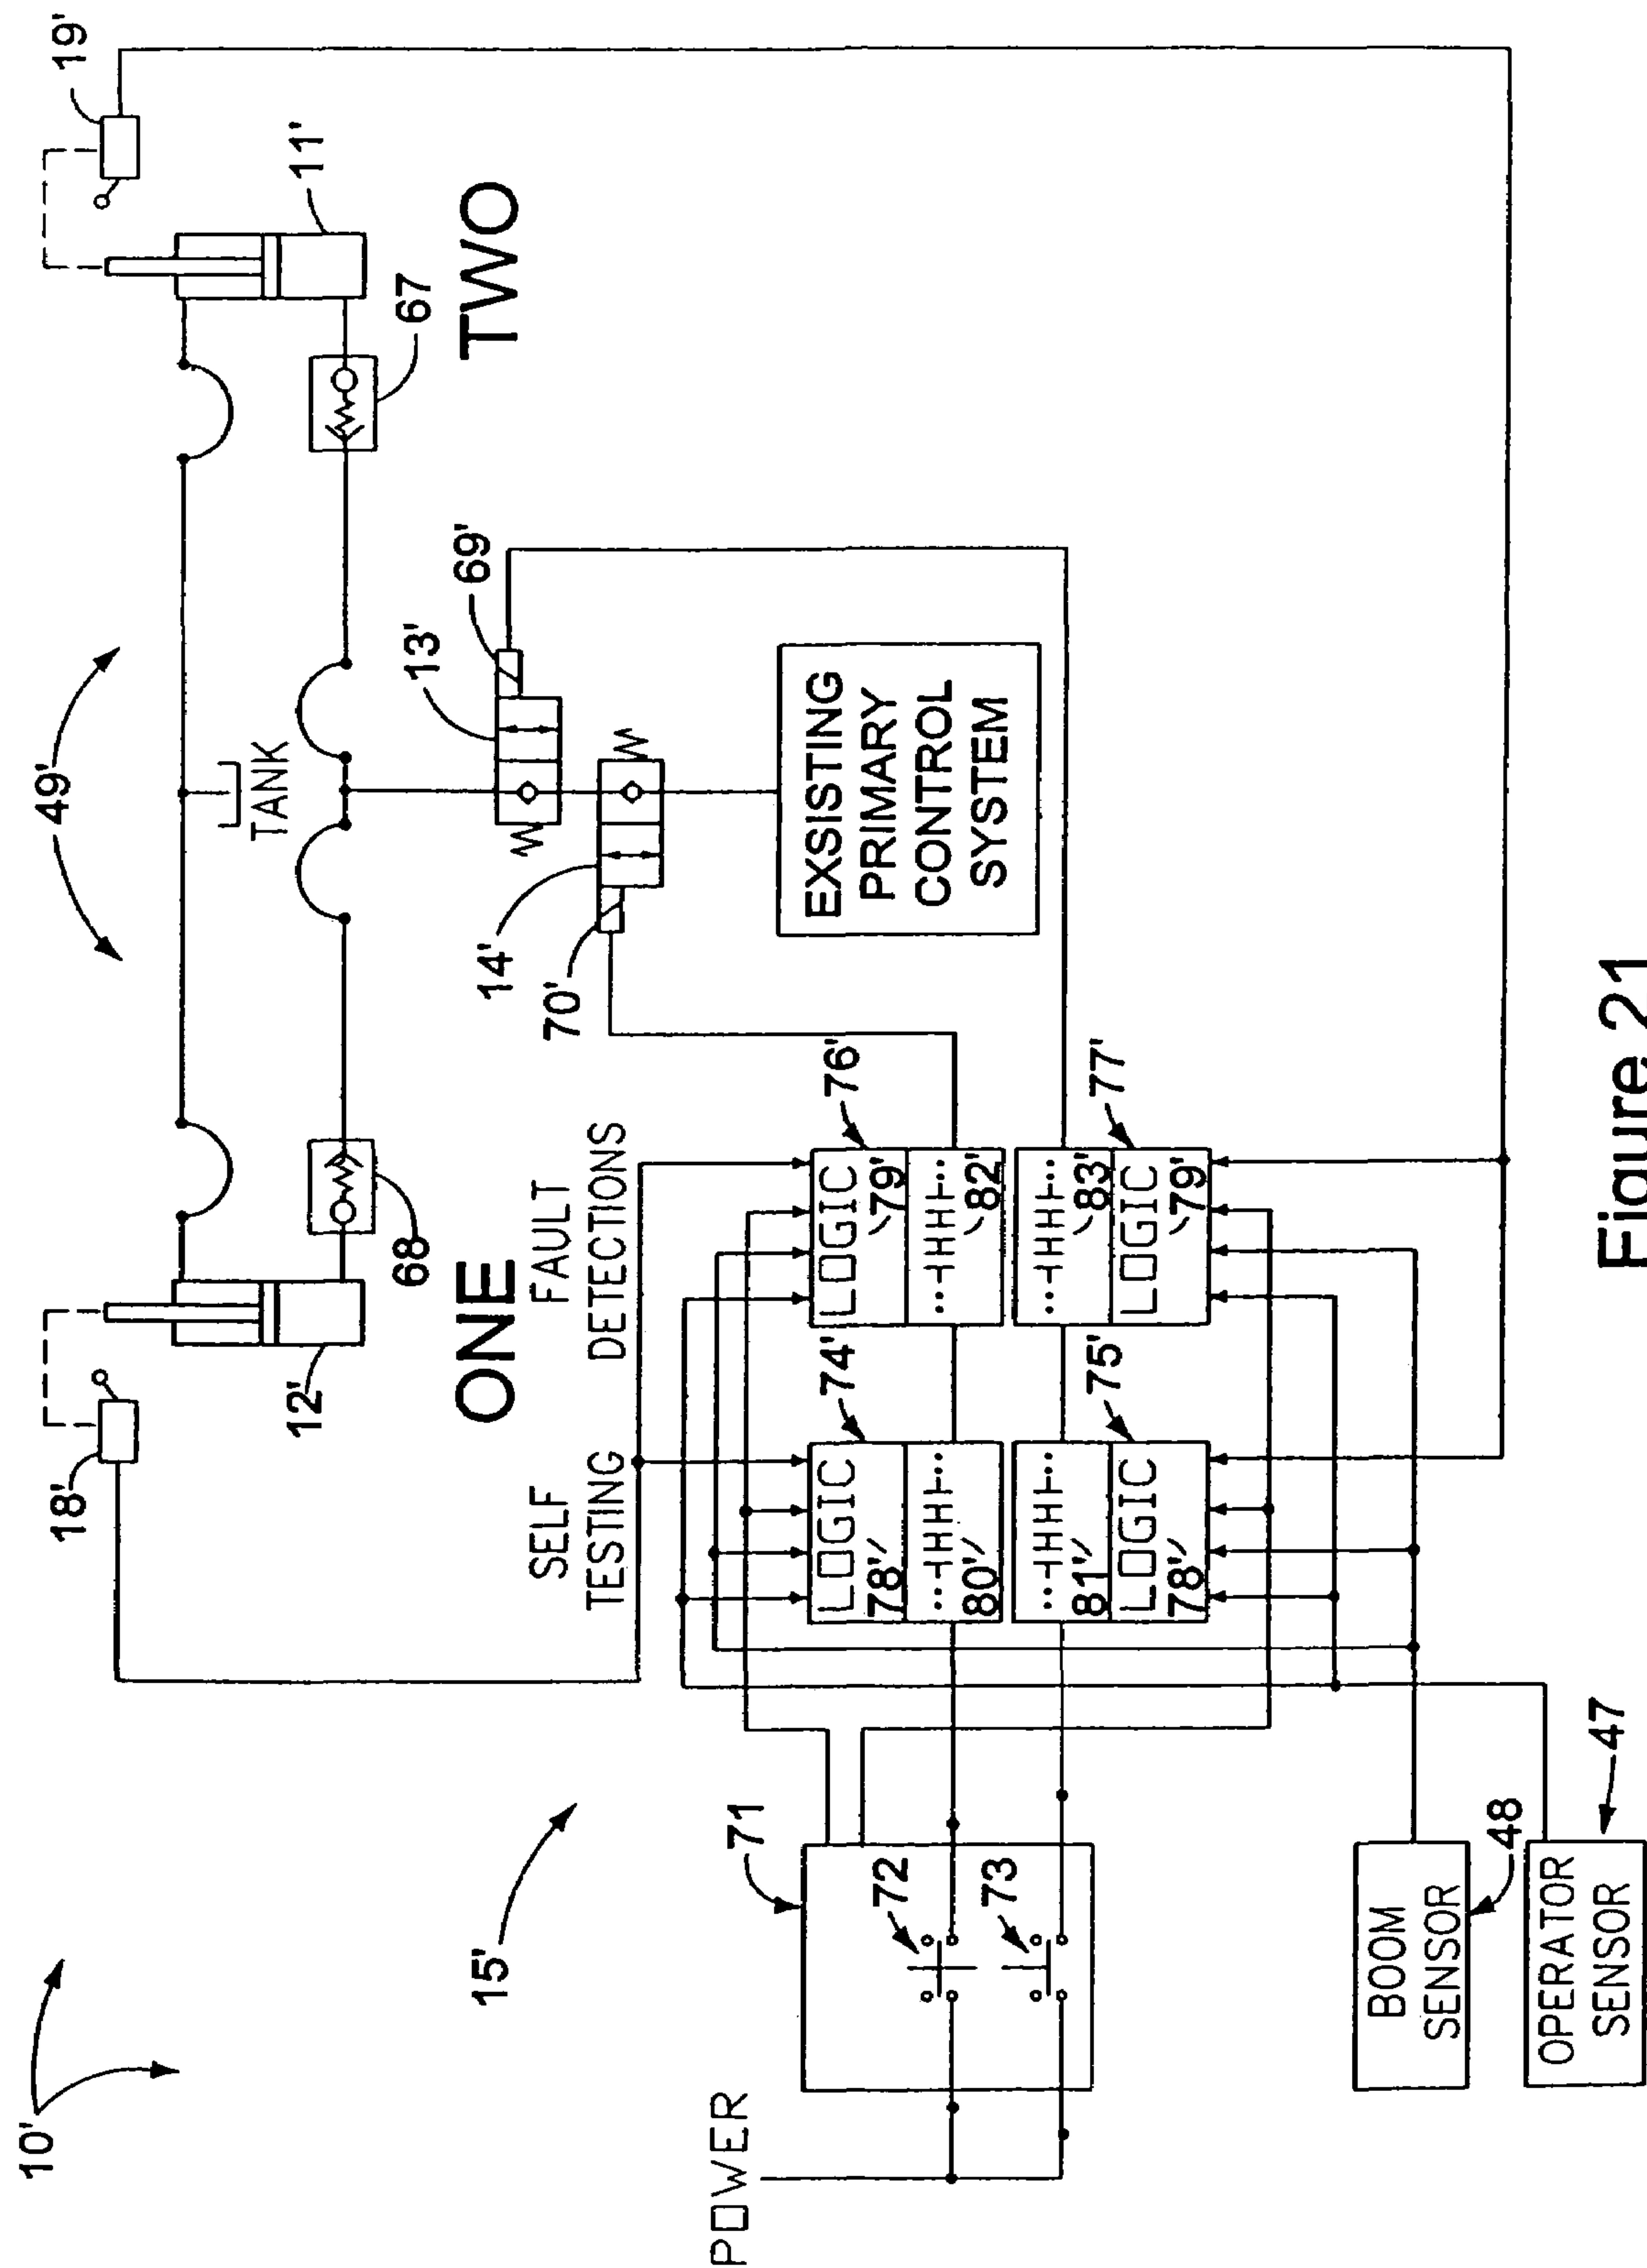 10'
49'
18'
19'
12'
11'
TANK
68
67
ONE
TWO
13'
69'
14'
70'
15'
SELF
TESTING
FAULT
DETECTIONS
EXSISTING
PRIMARY
CONTROL
SYSTEM
POWER
71
72
73
74'
76'
LOGIC
78'
LOGIC
79'
80'
82'
81'
83'
LOGIC
78'
LOGIC
79'
75'
77'
BOOM
SENSOR
48
OPERATOR
SENSOR
47
Figure 21